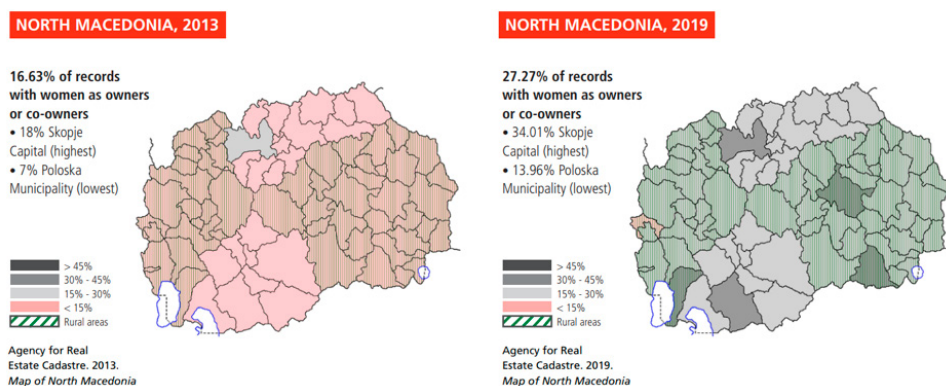 NORTH MACEDONIA, 2013
16.63% of records
with women as owners
or co-owners
• 18% Skopje
Capital (highest)
• 7% Poloska
Municipality (lowest)
> 45%
30% - 45%
15% - 30%
< 15%
Rural areas
Agency for Real
Estate Cadastre. 2013.
Map of North Macedonia
NORTH MACEDONIA, 2019
27.27% of records
with women as owners
or co-owners
• 34.01% Skopje
Capital (highest)
• 13.96% Poloska
Municipality (lowest)
> 45%
30% - 45%
15% - 30%
< 15%
Rural areas
Agency for Real
Estate Cadastre. 2019.
Map of North Macedonia